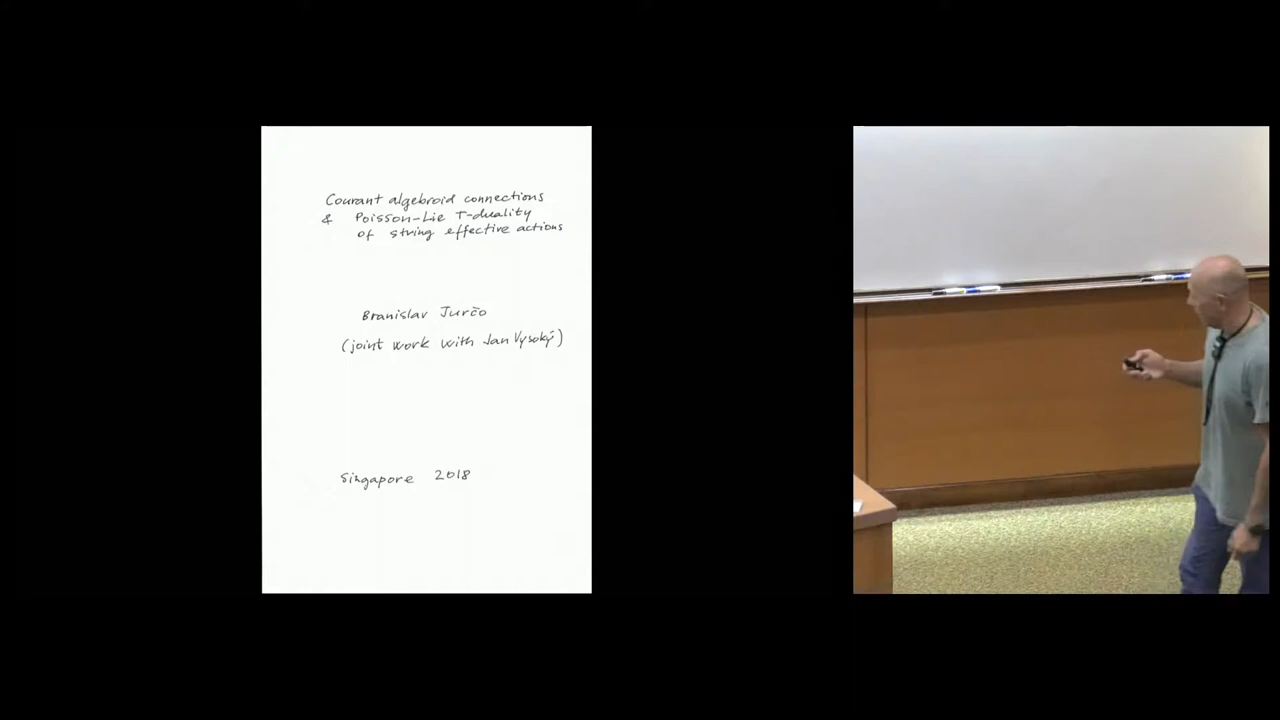 Courant algebroid connections
& Poisson-Lie T-duality
of string effective actions
Branislav Jurčo
(joint work with Jan Vysoký)
Singapore 2018